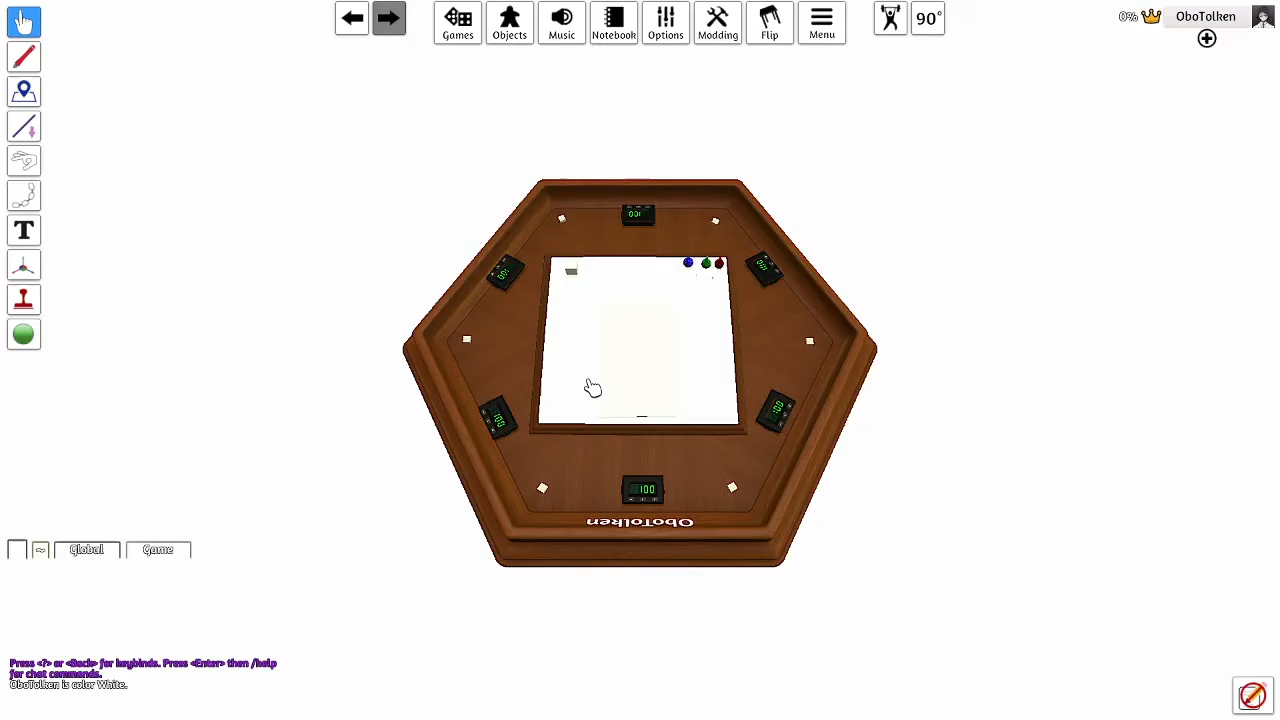 Games
Objects
Music
Notebook
Options
Modding
Flip
Menu
90°
0%
OboTolken
T
100
100
100
100
100
100
OboTolken
~
Global
Game
Press <?> or <Back> for keybinds. Press <Enter> then /help
for chat commands.
OboTolken is color White.